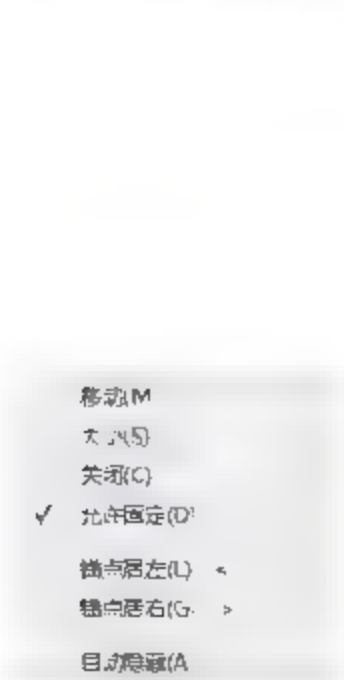 移动(M
大小(S)
关闭(C)
允许固定(D)
锚点居左(L) <
锚点居右(G) >
自动隐藏(A